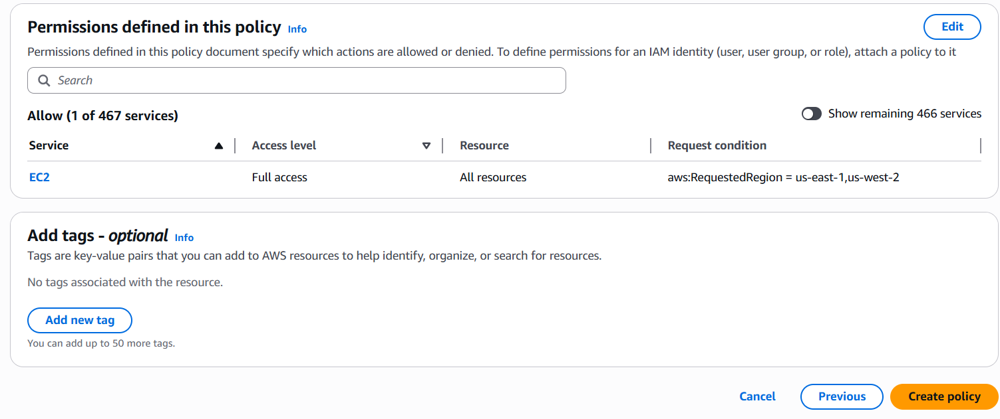 Permissions defined in this policy Info
Edit
Permissions defined in this policy document specify which actions are allowed or denied. To define permissions for an IAM identity (user, user group, or role), attach a policy to it
Search
Allow (1 of 467 services)
Show remaining 466 services
Service Access level Resource Request condition
EC2 Full access All resources aws:RequestedRegion = us-east-1,us-west-2
Add tags - optional Info
Tags are key-value pairs that you can add to AWS resources to help identify, organize, or search for resources.
No tags associated with the resource.
Add new tag
You can add up to 50 more tags.
Cancel Previous Create policy